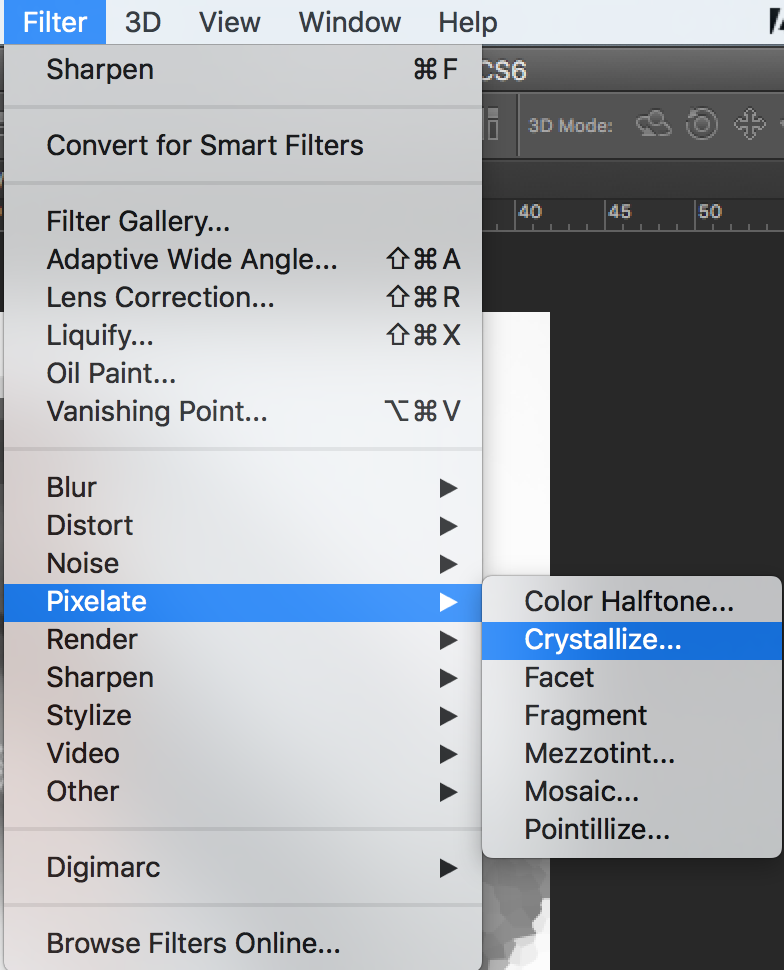 Filter 3D View Window Help
CS6
Sharpen ⌘F
3D Mode:
Convert for Smart Filters
40 45 50
Filter Gallery...
Adaptive Wide Angle... ⇧⌘A
Lens Correction... ⇧⌘R
Liquify... ⇧⌘X
Oil Paint...
Vanishing Point... ⌥⌘V
Blur ▶
Distort ▶
Noise ▶
Pixelate ▶
Render ▶
Sharpen ▶
Stylize ▶
Video ▶
Other ▶
Digimarc ▶
Browse Filters Online...
Color Halftone...
Crystallize...
Facet
Fragment
Mezzotint...
Mosaic...
Pointillize...